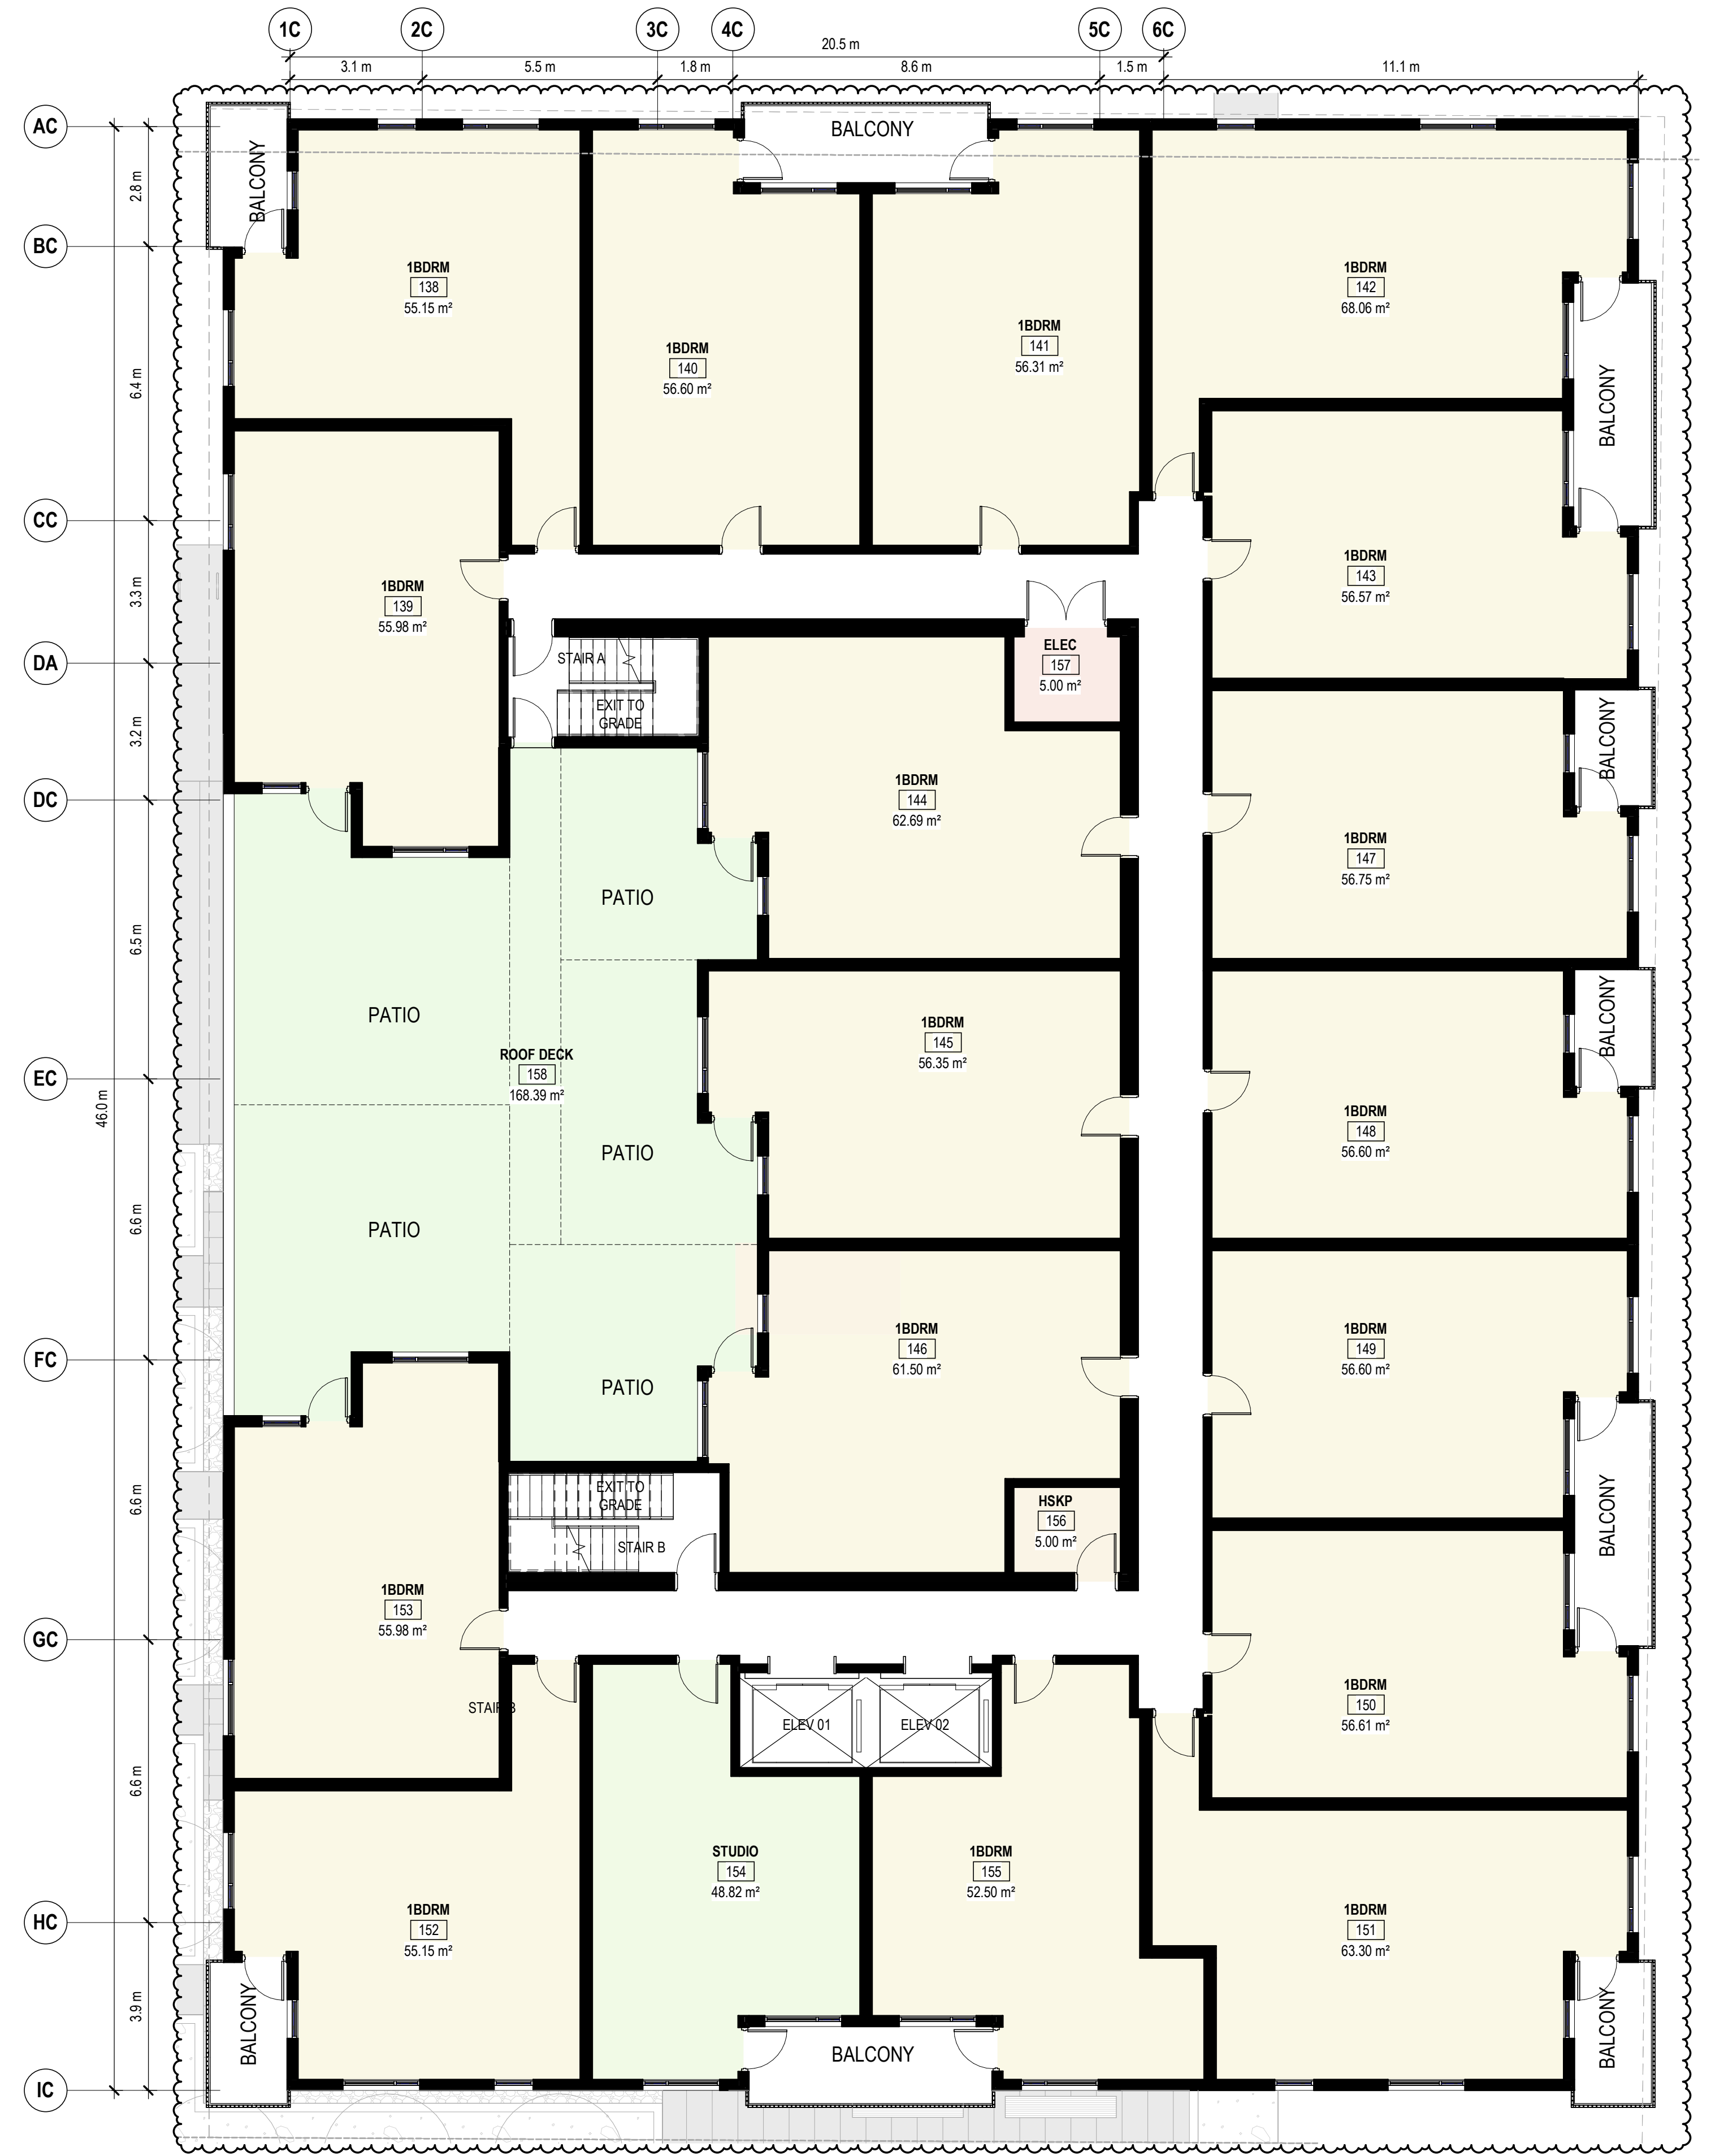 1C
2C
3C
4C
5C
6C
20.5 m
3.1 m
5.5 m
1.8 m
8.6 m
1.5 m
11.1 m
AC
BC
CC
DA
DC
EC
FC
GC
HC
IC
2.8 m
6.4 m
3.3 m
3.2 m
6.5 m
6.6 m
6.6 m
6.6 m
3.9 m
46.0 m
BALCONY
BALCONY
1BDRM
138
55.15 m²
1BDRM
140
56.60 m²
1BDRM
141
56.31 m²
1BDRM
142
68.06 m²
BALCONY
1BDRM
139
55.98 m²
1BDRM
143
56.57 m²
STAIR A
EXIT TO
GRADE
ELEC
157
5.00 m²
1BDRM
144
62.69 m²
BALCONY
1BDRM
147
56.75 m²
PATIO
PATIO
ROOF DECK
158
168.39 m²
1BDRM
145
56.35 m²
BALCONY
1BDRM
148
56.60 m²
PATIO
PATIO
1BDRM
146
61.50 m²
1BDRM
149
56.60 m²
PATIO
EXIT TO
GRADE
STAIR B
HSKP
156
5.00 m²
BALCONY
1BDRM
153
55.98 m²
STAIR B
ELEV 01
ELEV 02
1BDRM
150
56.61 m²
1BDRM
152
55.15 m²
STUDIO
154
48.82 m²
1BDRM
155
52.50 m²
1BDRM
151
63.30 m²
BALCONY
BALCONY
BALCONY